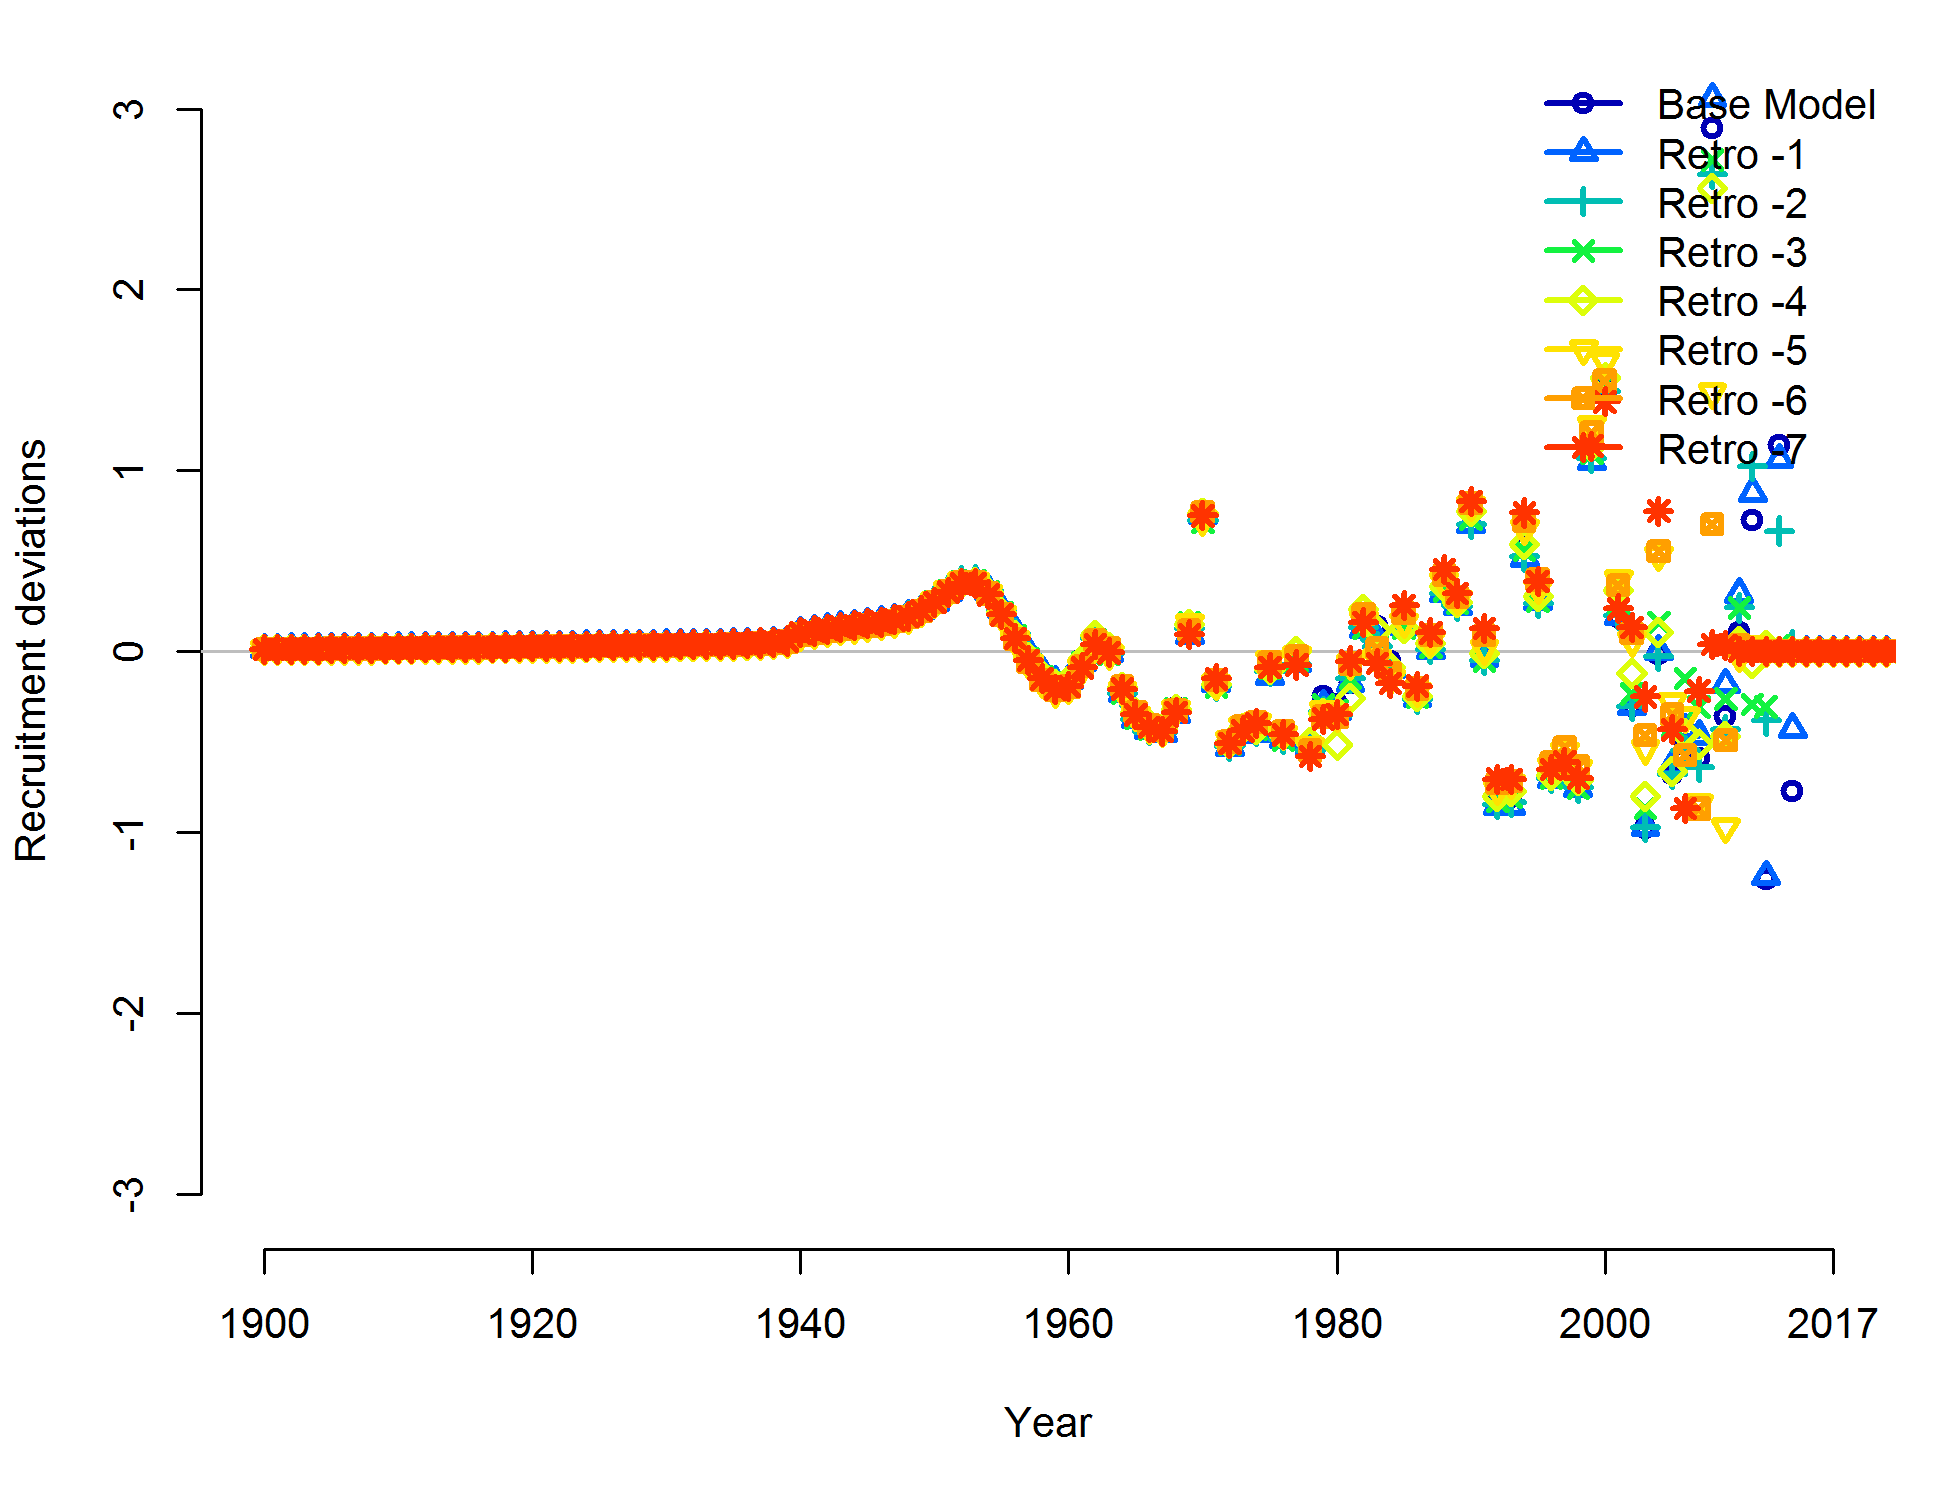 Recruitment deviations
3
2
1
0
-1
-2
-3
Base Model
Retro -1
Retro -2
Retro -3
Retro -4
Retro -5
Retro -6
Retro -7
1900 1920 1940 1960 1980 2000 2017
Year